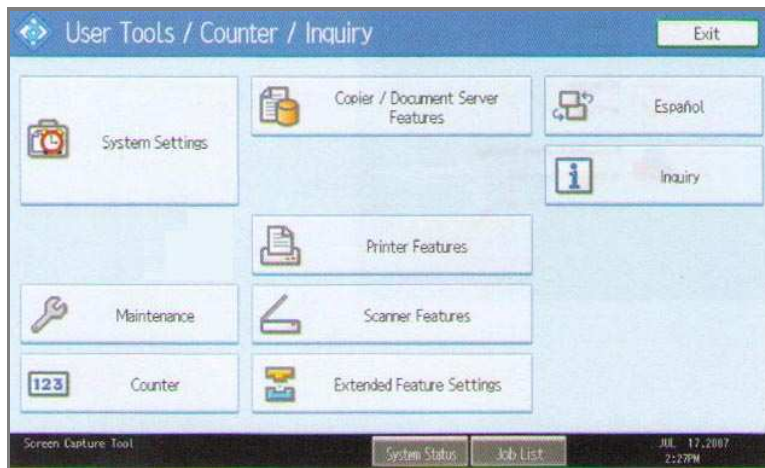 User Tools / Counter / Inquiry
Exit
System Settings
Copier / Document Server
Features
Español
Inquiry
Printer Features
Maintenance
Scanner Features
123
Counter
Extended Feature Settings
Screen Capture Tool
System Status
Job List
JUL 17.2007
2:27PM